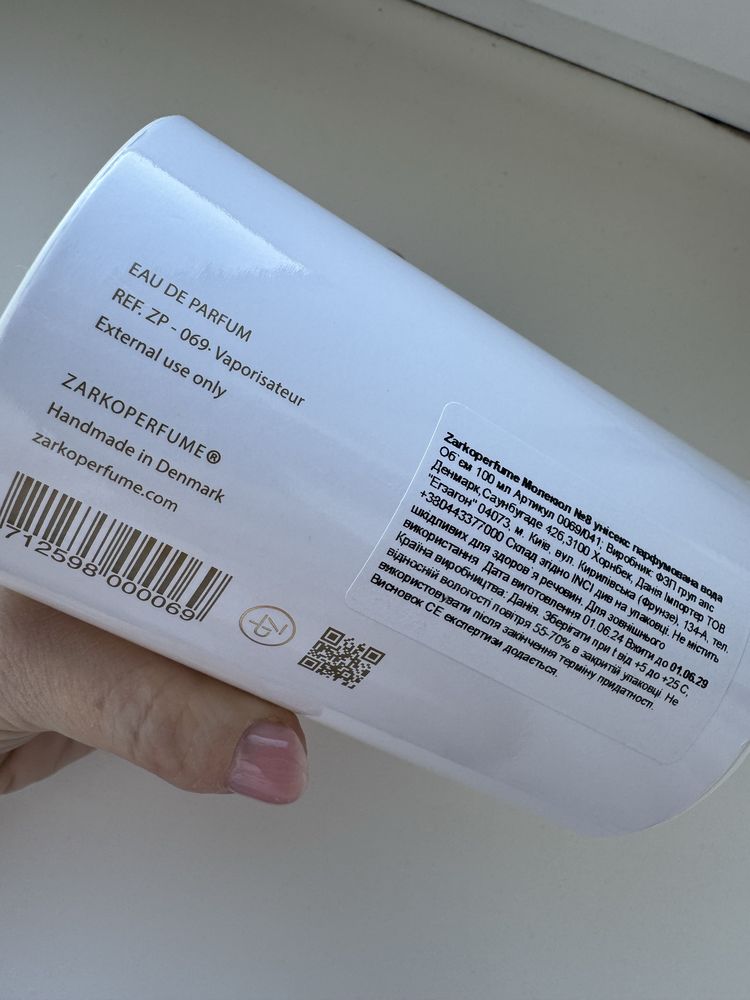 EAU DE PARFUM
REF. ZP - 069· Vaporisateur
External use only
ZARKOPERFUME®
Handmade in Denmark
zarkoperfume.com
712598 000069
Zarkoperfume Молекюл №8 унісекс парфумована вода
Об`єм 100 мл Артикул 0069/041; Виробник: ФЗП груп апс
Денмарк,Саунбугаде 426,3100 Хорнбек, Данія Імпортер ТОВ
"Егзагон" 04073, м. Київ, вул. Кирилівська (Фрунзе), 134-А, тел.
+380443377000 Склад згідно INCI див на упаковці. Не містить
шкідливих для здоров`я речовин. Для зовнішнього
використання. Дата виготовлення 01.06.24 Вжити до 01.06.29
Країна виробництва: Данія. Зберігати при t від +5 до +25 С,
відносній вологості повітря 55-70% в закритій упаковці. Не
використовувати після закінчення терміну придатності.
Висновок СЕ експертизи додається.